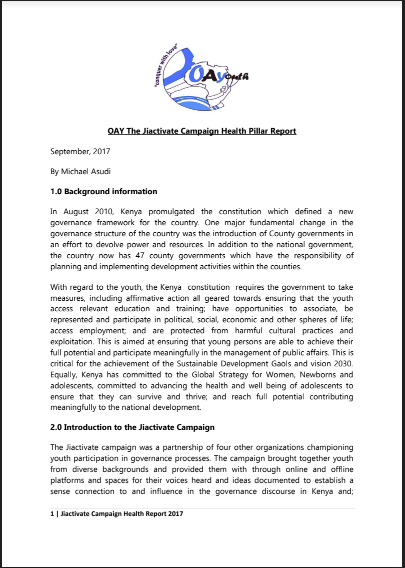 "conquer with love"
OAYouth
OAY The Jiactivate Campaign Health Pillar Report
September, 2017
By Michael Asudi
1.0 Background information
In August 2010, Kenya promulgated the constitution which defined a new
governance framework for the country. One major fundamental change in the
governance structure of the country was the introduction of County governments in
an effort to devolve power and resources. In addition to the national government,
the country now has 47 county governments which have the responsibility of
planning and implementing development activities within the counties.
With regard to the youth, the Kenya constitution requires the government to take
measures, including affirmative action all geared towards ensuring that the youth
access relevant education and training; have opportunities to associate, be
represented and participate in political, social, economic and other spheres of life;
access employment; and are protected from harmful cultural practices and
exploitation. This is aimed at ensuring that young persons are able to achieve their
full potential and participate meaningfully in the management of public affairs. This is
critical for the achievement of the Sustainable Development Gaols and vision 2030.
Equally, Kenya has committed to the Global Strategy for Women, Newborns and
adolescents, committed to advancing the health and well being of adolescents to
ensure that they can survive and thrive; and reach full potential contributing
meaningfully to the national development.
2.0 Introduction to the Jiactivate Campaign
The Jiactivate campaign was a partnership of four other organizations championing
youth participation in governance processes. The campaign brought together youth
from diverse backgrounds and provided them with through online and offline
platforms and spaces for their voices heard and ideas documented to establish a
sense connection to and influence in the governance discourse in Kenya and;
1 | Jiactivate Campaign Health Report 2017